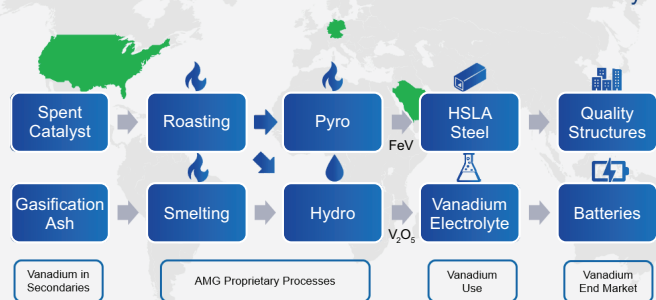 y
Spent
Catalyst
Roasting
Pyro
FeV
HSLA
Steel
Quality
Structures
Gasification
Ash
Smelting
Hydro
V₂O₅
Vanadium
Electrolyte
Batteries
Vanadium in
Secondaries
AMG Proprietary Processes
Vanadium
Use
Vanadium
End Market